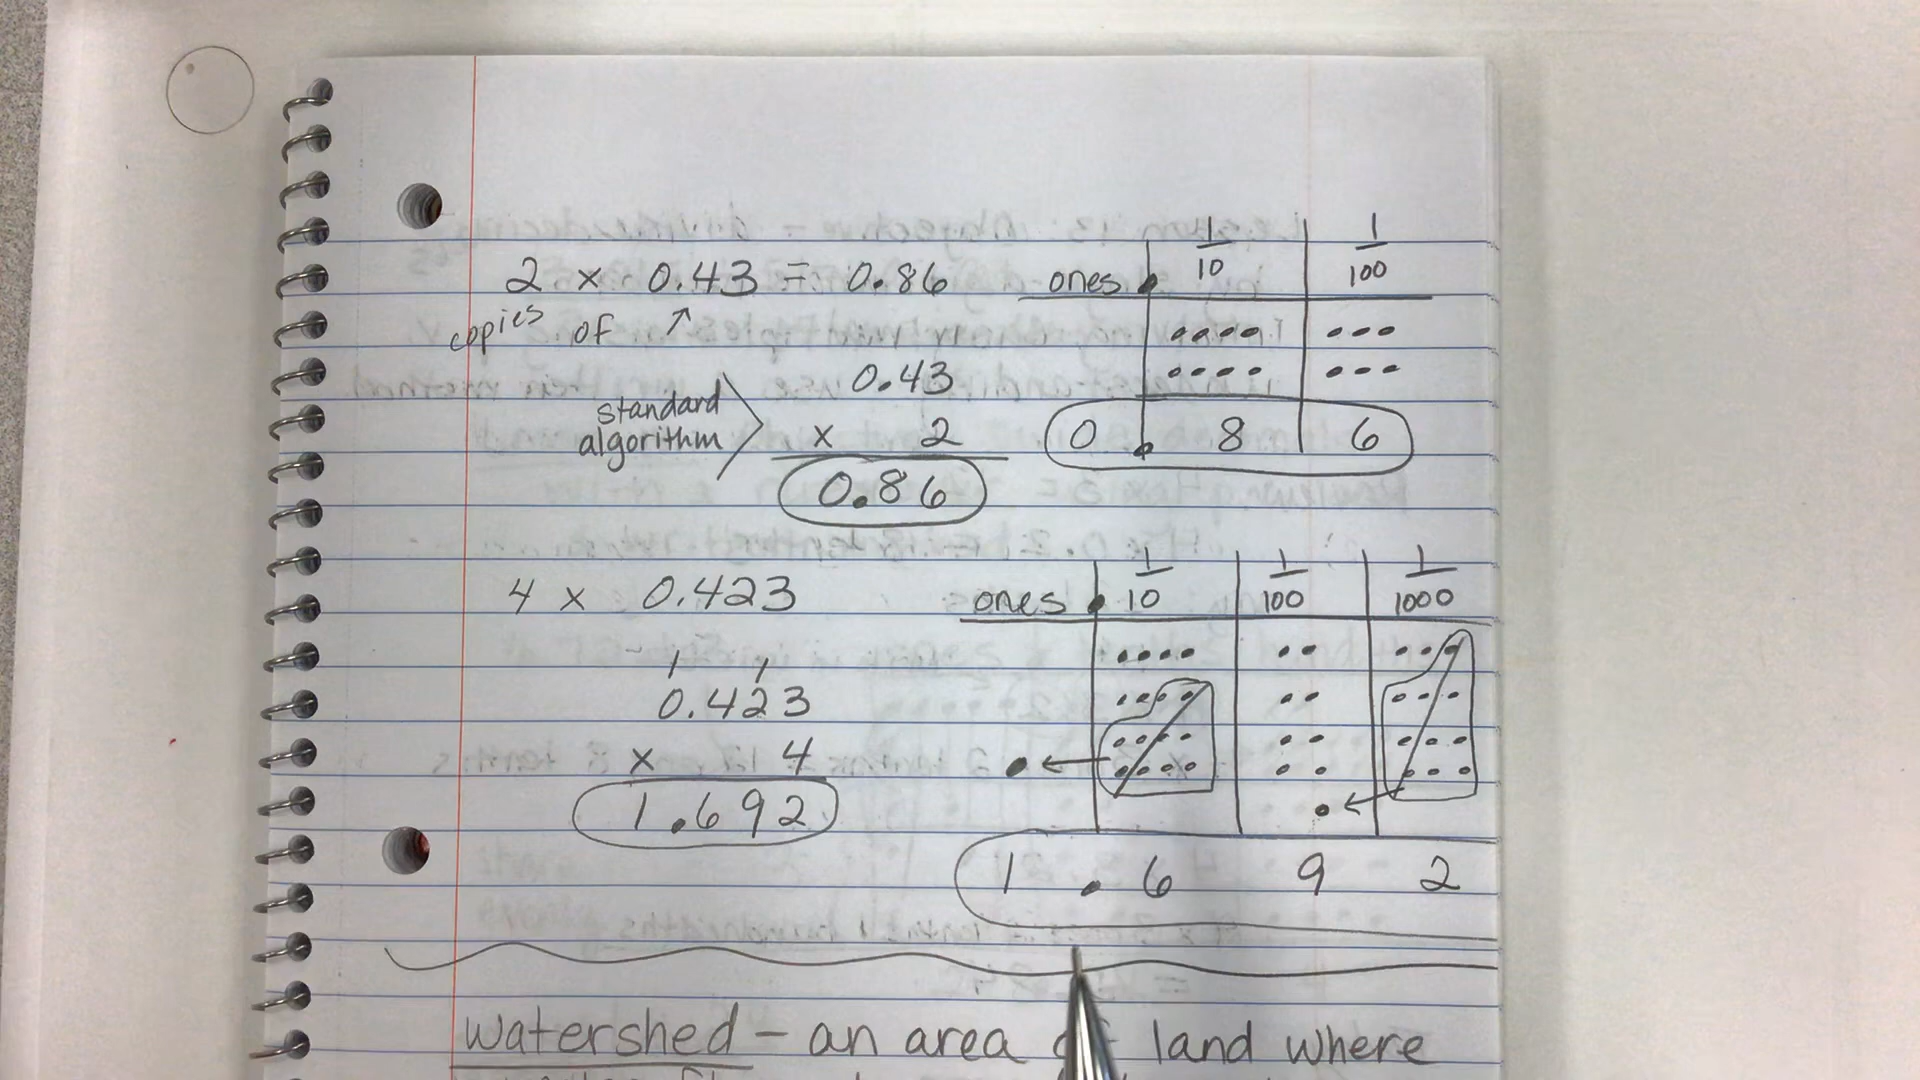 2 x 0.43 = 0.86
copies of ↑
0.43
standard
algorithm
x 2
0.86
ones . 1/10 1/100
0 . 8 6
4 x 0.423
1 1
0.423
x 4
1.692
ones . 1/10 1/100 1/1000
1 . 6 9 2
watershed - an area of land where